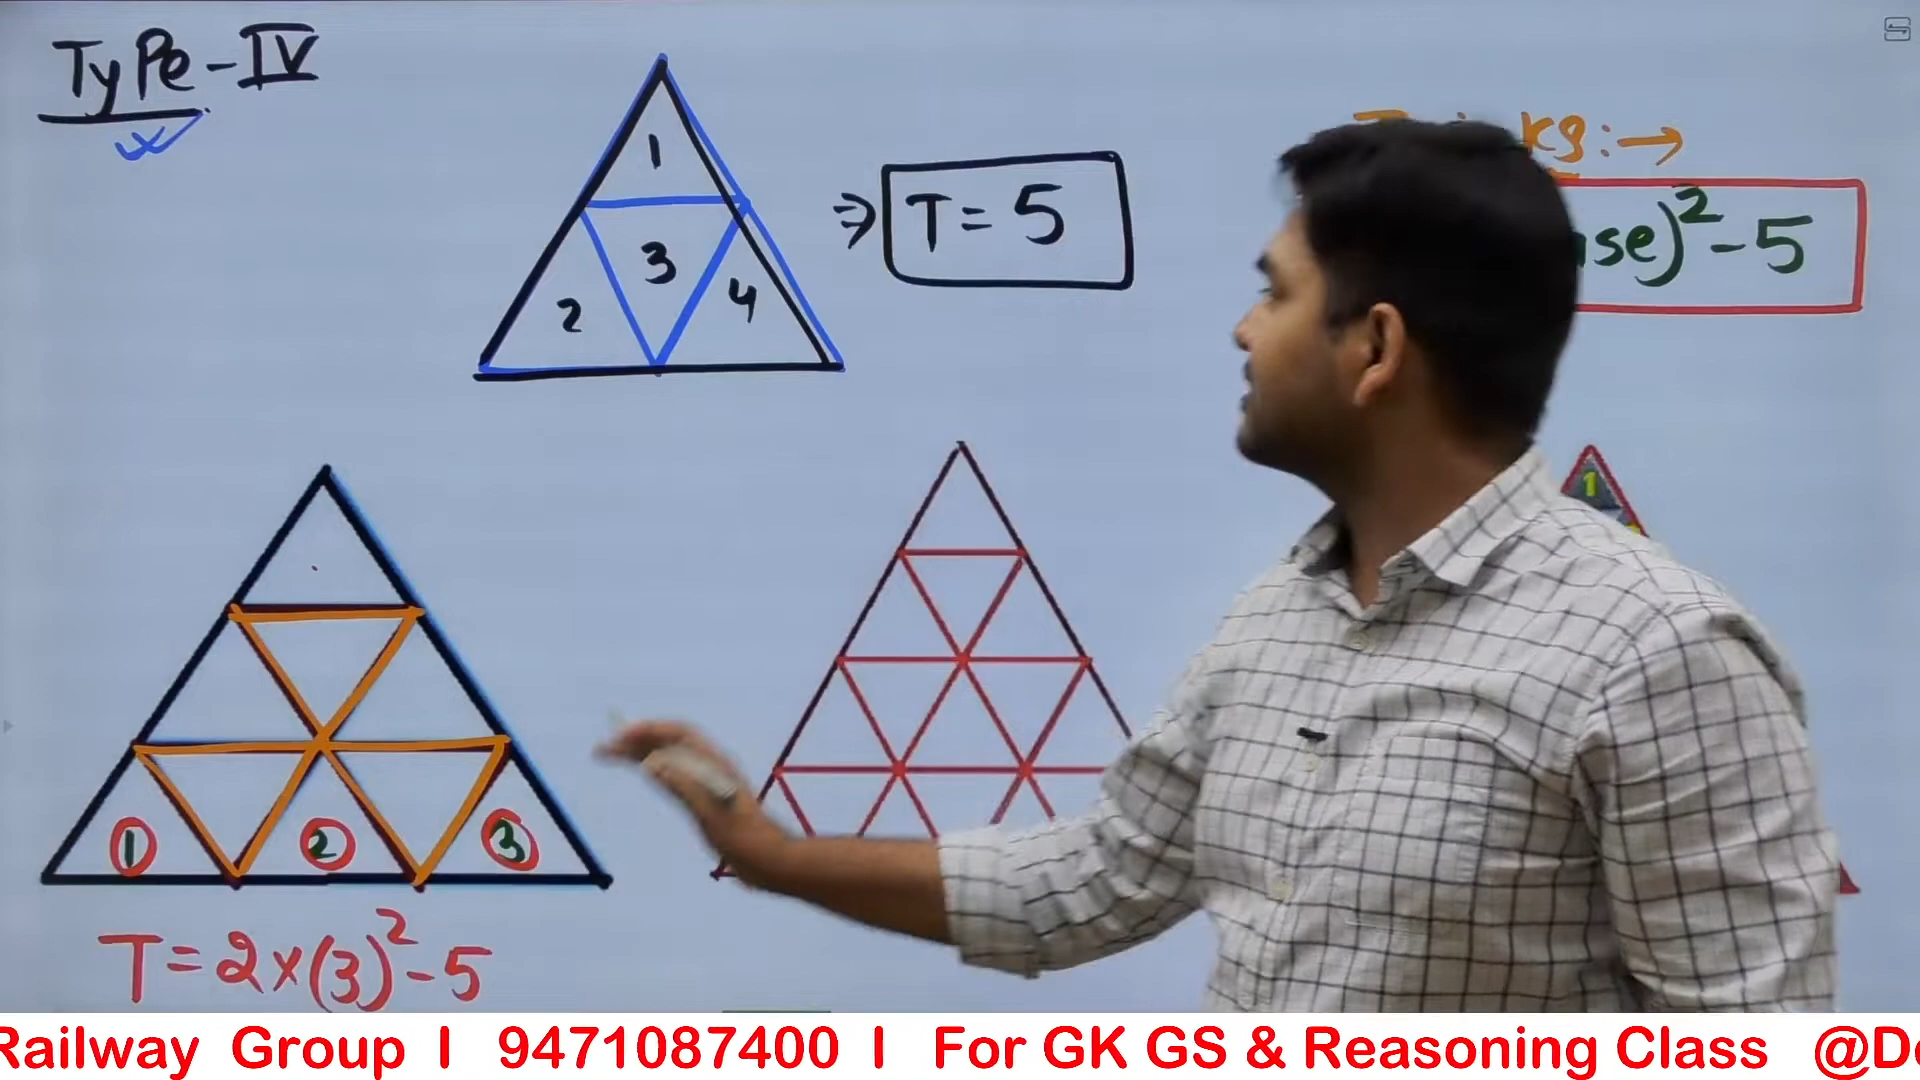 TyPe-IV
1
2
3
4
⇒ T = 5
ks:→
)² - 5
1
1
2
3
T = 2×(3)² - 5
Railway Group I 9471087400 I For GK GS & Reasoning Class